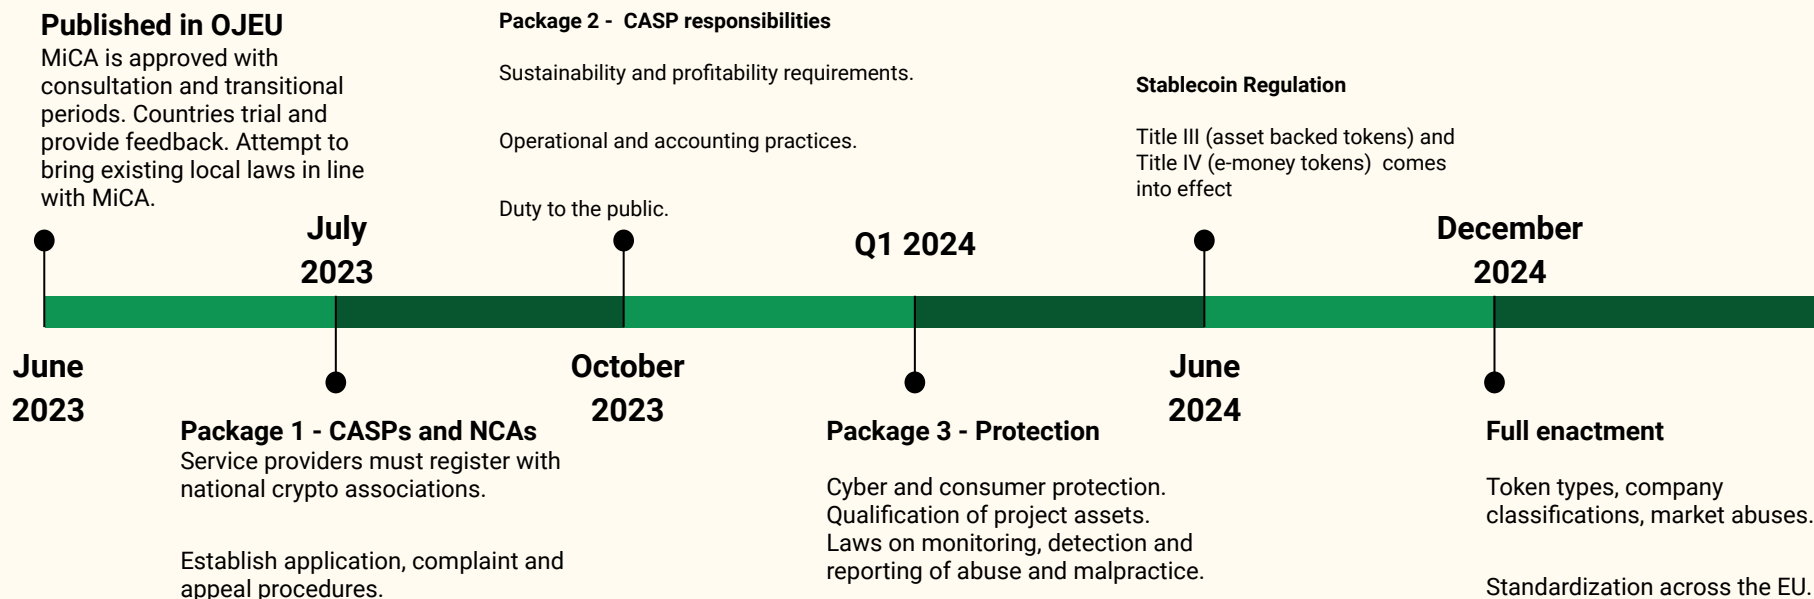 Published in OJEU
MiCA is approved with
consultation and transitional
periods. Countries trial and
provide feedback. Attempt to
bring existing local laws in line
with MiCA.
Package 2 -  CASP responsibilities
Sustainability and profitability requirements.
Operational and accounting practices.
Duty to the public.
Stablecoin Regulation
Title III (asset backed tokens) and
Title IV (e-money tokens)  comes
into effect
July
2023
Q1 2024
December
2024
June
2023
October
2023
June
2024
Package 1 - CASPs and NCAs
Service providers must register with
national crypto associations.
Establish application, complaint and
appeal procedures.
Package 3 - Protection
Cyber and consumer protection.
Qualification of project assets.
Laws on monitoring, detection and
reporting of abuse and malpractice.
Full enactment
Token types, company
classifications, market abuses.
Standardization across the EU.